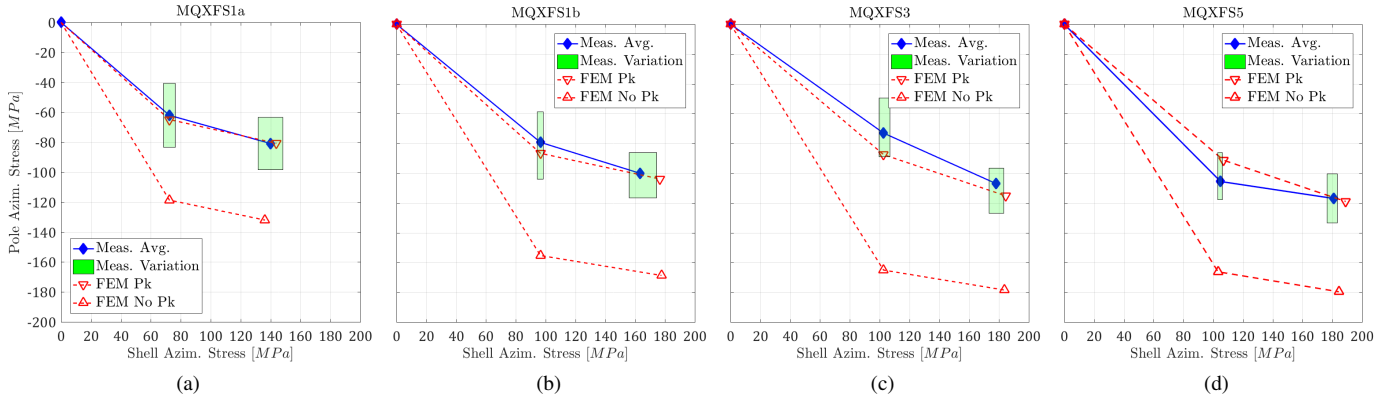 MQXFS1a
0
-20
-40
-60
-80
-100
-120
-140
-160
-180
-200
Pole Azim. Stress [MPa]
Meas. Avg.
Meas. Variation
FEM Pk
FEM No Pk
0 20 40 60 80 100 120 140 160 180 200
Shell Azim. Stress [MPa]
(a)
MQXFS1b
Meas. Avg.
Meas. Variation
FEM Pk
FEM No Pk
0 20 40 60 80 100 120 140 160 180 200
Shell Azim. Stress [MPa]
(b)
MQXFS3
Meas. Avg.
Meas. Variation
FEM Pk
FEM No Pk
0 20 40 60 80 100 120 140 160 180 200
Shell Azim. Stress [MPa]
(c)
MQXFS5
Meas. Avg.
Meas. Variation
FEM Pk
FEM No Pk
0 20 40 60 80 100 120 140 160 180 200
Shell Azim. Stress [MPa]
(d)